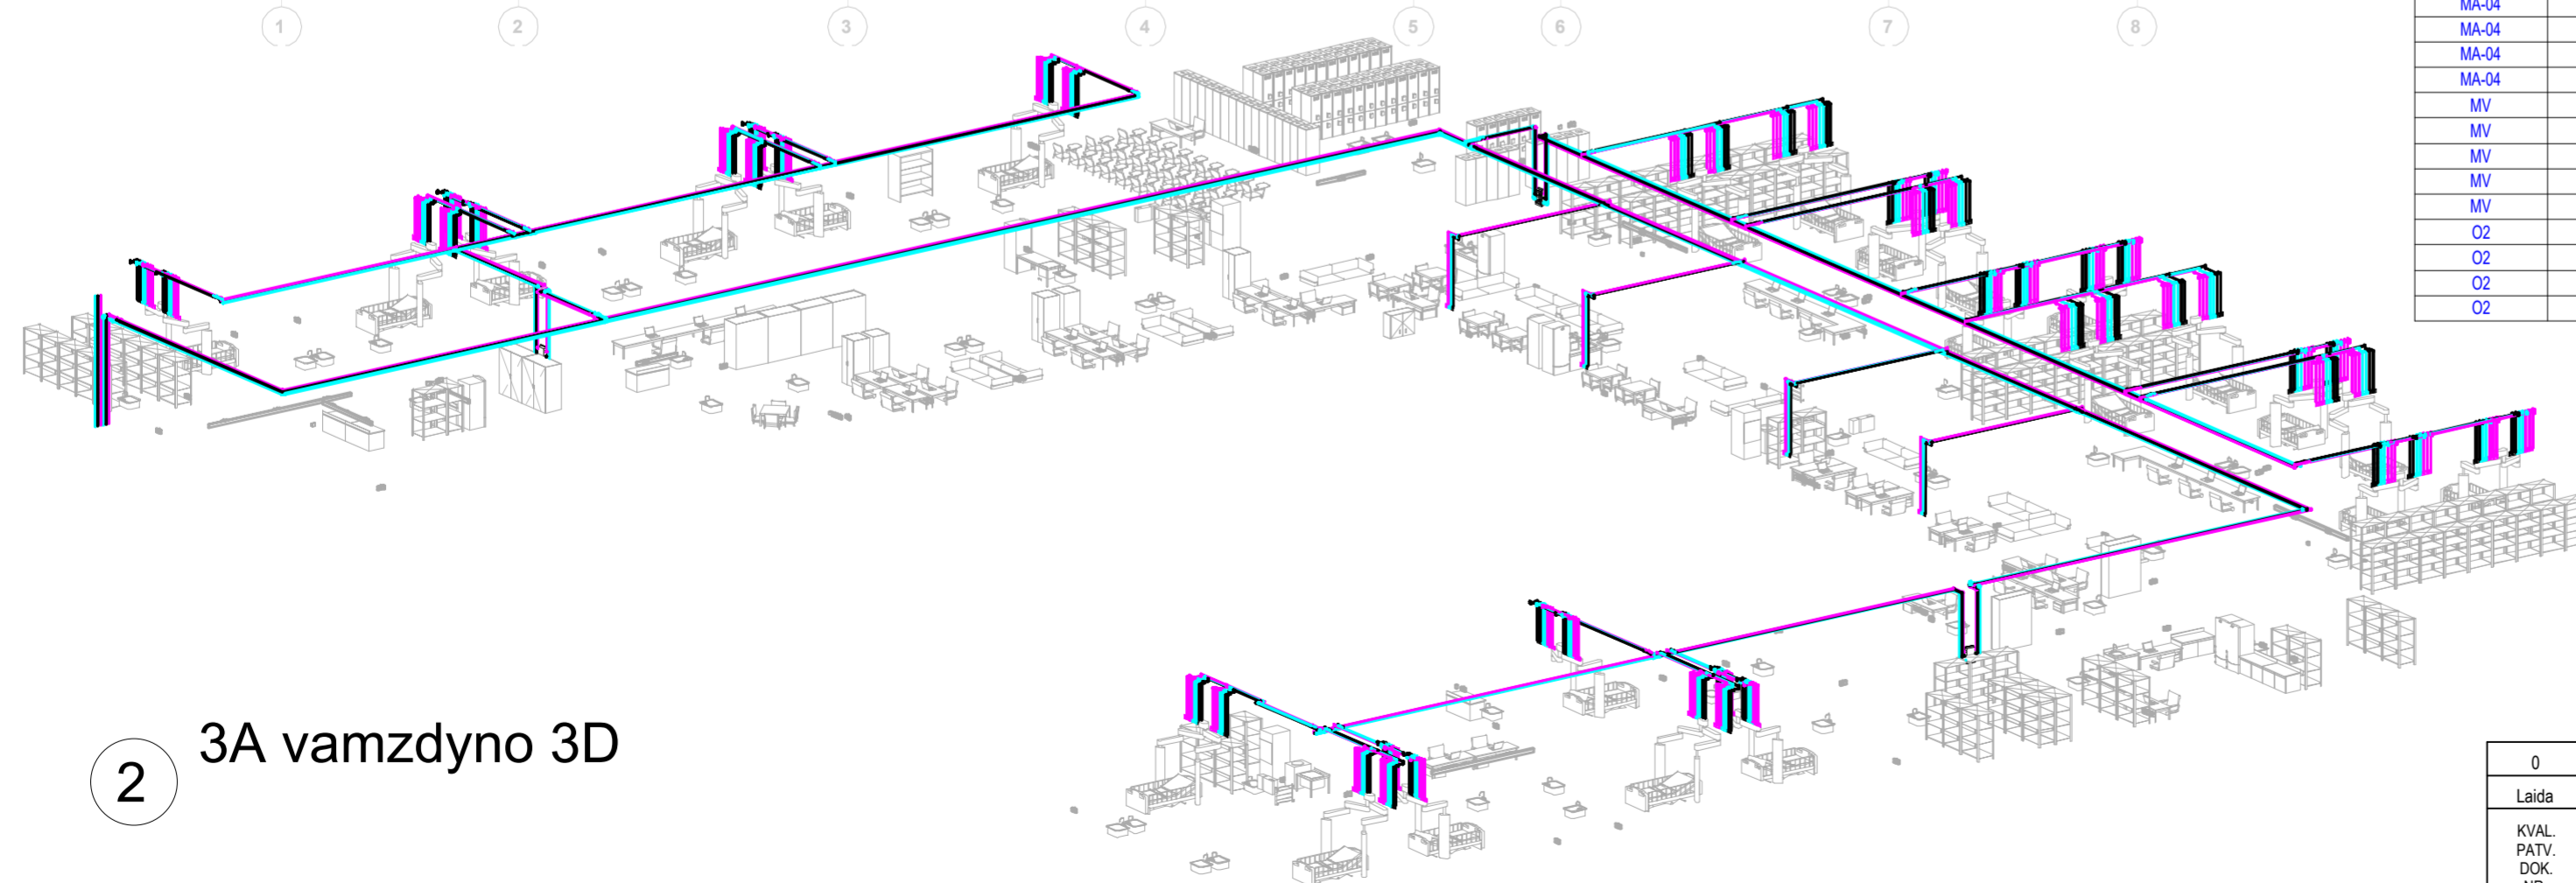 1 2 3 4 5 6 7 8
MA-04
MA-04
MA-04
MA-04
MV
MV
MV
MV
MV
O2
O2
O2
O2
2 3A vamzdyno 3D
0
Laida
KVAL.
PATV.
DOK.